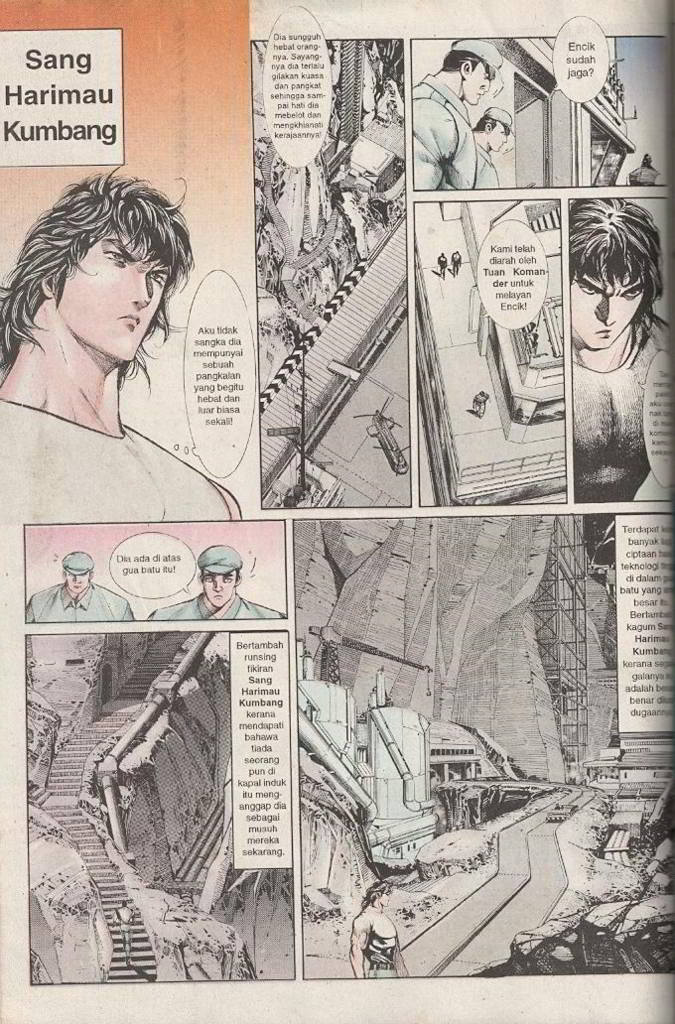 Sang
Harimau
Kumbang
Aku tidak
sangka dia
mempunyai
sebuah
pangkalan
yang begitu
hebat dan
luar biasa
sekali!
Dia sungguh
hebat orang-
nya. Sayang-
nya dia terlalu
gilakan kuasa
dan pangkat
sehingga sam-
pai hati dia
mebelot dan
mengkhianati
kerajaannya!
Encik
sudah
jaga?
Kami telah
diarah oleh
Tuan Koman-
der untuk
melayan
Encik!
Dia ada di atas
gua batu itu!
Bertambah
runsing
fikiran
Sang
Harimau
Kumbang
kerana
mendapati
bahawa
tiada
seorang
pun di
kapal induk
itu meng-
anggap dia
sebagai
musuh
mereka
sekarang.
Terdapat
banyak
ciptaan
teknologi
di dalam
batu yang
besar
Bertambah
kagum
Harimau
Kumbang
kerana
galanya
adalah
benar
dugaannya